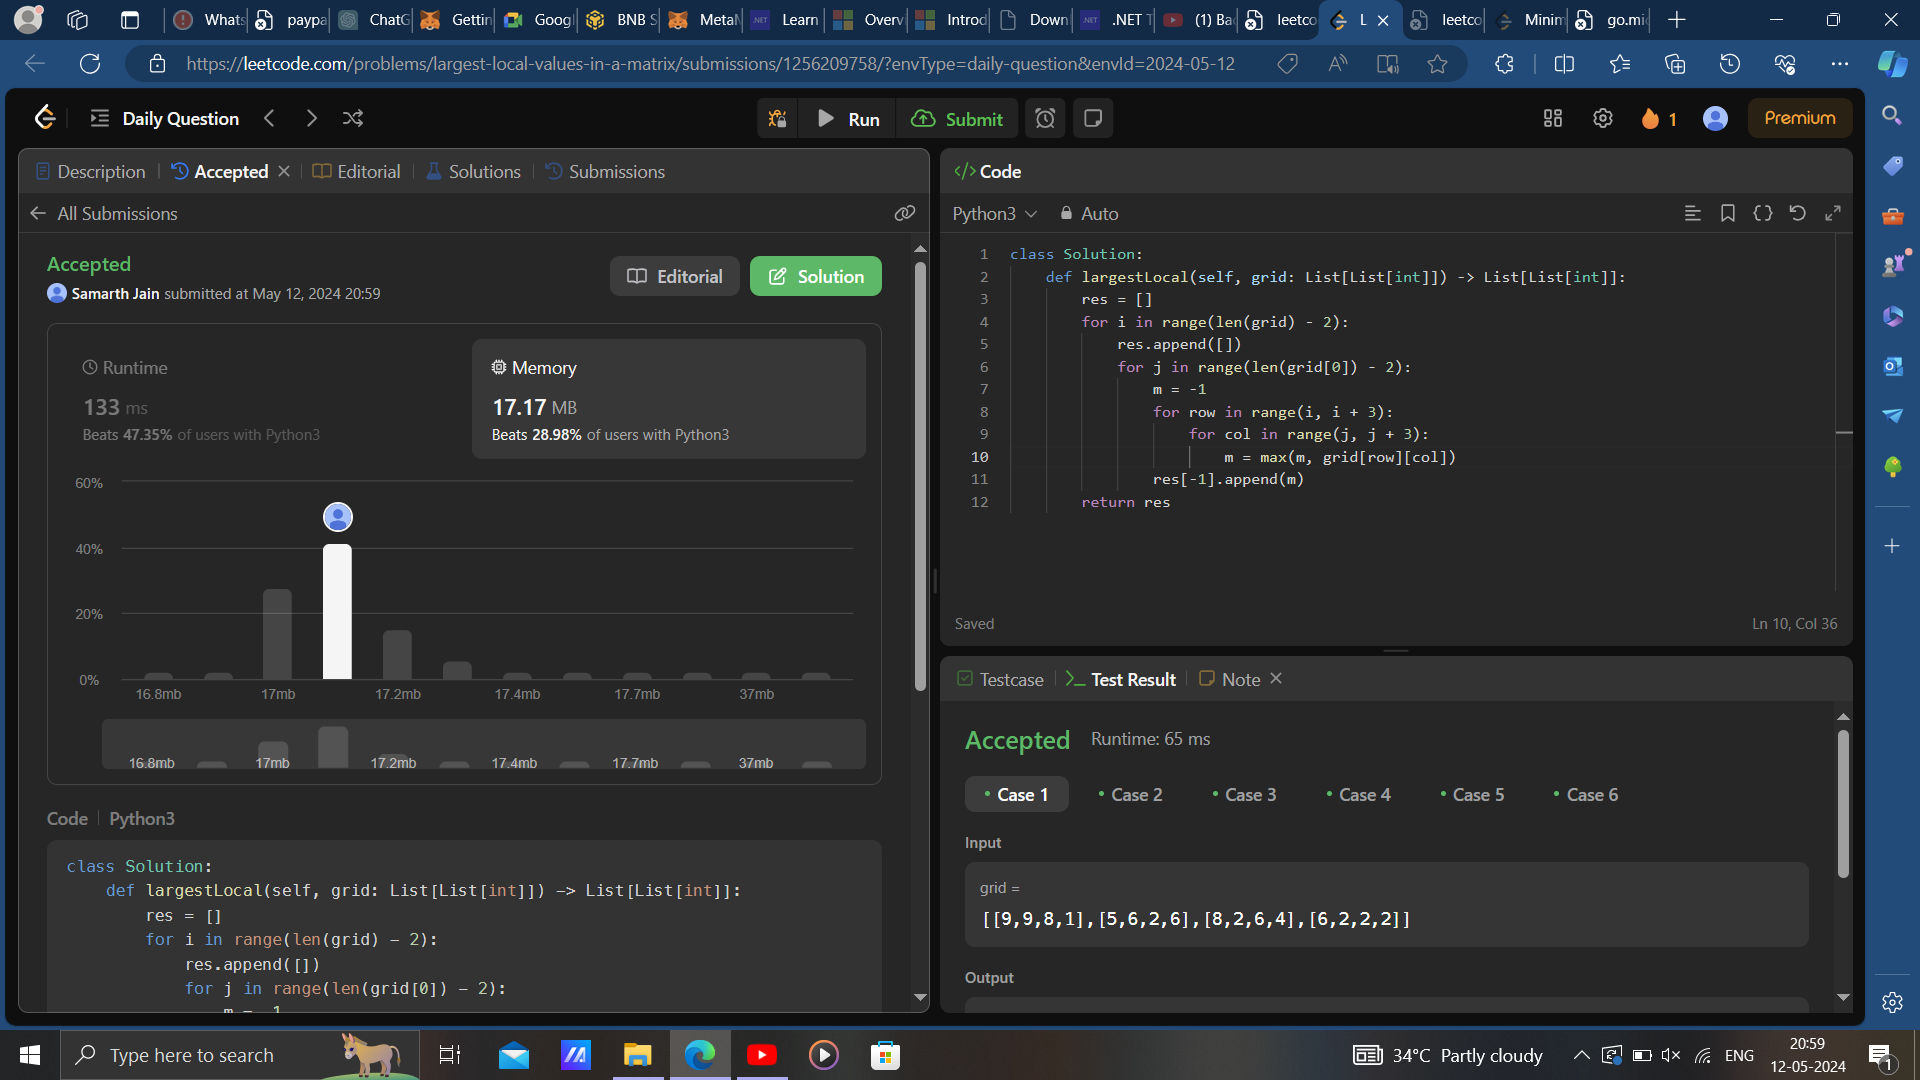 Whats
paypa
ChatG
Gettin
Goog
BNB S
MetaM
Learn
Overv
Introd
Down
.NET T
(1) Ba
leetco
L
leetco
Minim
go.mi
https://leetcode.com/problems/largest-local-values-in-a-matrix/submissions/1256209758/?envType=daily-question&envId=2024-05-12
Daily Question
Run
Submit
1
Premium
Description
Accepted
Editorial
Solutions
Submissions
All Submissions
Accepted
Samarth Jain submitted at May 12, 2024 20:59
Editorial
Solution
Runtime
133 ms
Beats 47.35% of users with Python3
Memory
17.17 MB
Beats 28.98% of users with Python3
60%
40%
20%
0%
16.8mb 17mb 17.2mb 17.4mb 17.7mb 37mb
16.8mb 17mb 17.2mb 17.4mb 17.7mb 37mb
Code Python3
class Solution:
def largestLocal(self, grid: List[List[int]]) -> List[List[int]]:
res = []
for i in range(len(grid) - 2):
res.append([])
for j in range(len(grid[0]) - 2):
m = -1
</> Code
Python3
Auto
1 class Solution:
2 def largestLocal(self, grid: List[List[int]]) -> List[List[int]]:
3 res = []
4 for i in range(len(grid) - 2):
5 res.append([])
6 for j in range(len(grid[0]) - 2):
7 m = -1
8 for row in range(i, i + 3):
9 for col in range(j, j + 3):
10 m = max(m, grid[row][col])
11 res[-1].append(m)
12 return res
Saved
Ln 10, Col 36
Testcase
Test Result
Note
Accepted Runtime: 65 ms
Case 1
Case 2
Case 3
Case 4
Case 5
Case 6
Input
grid =
[[9,9,8,1],[5,6,2,6],[8,2,6,4],[6,2,2,2]]
Output
Type here to search
34°C Partly cloudy
ENG
20:59
12-05-2024
1